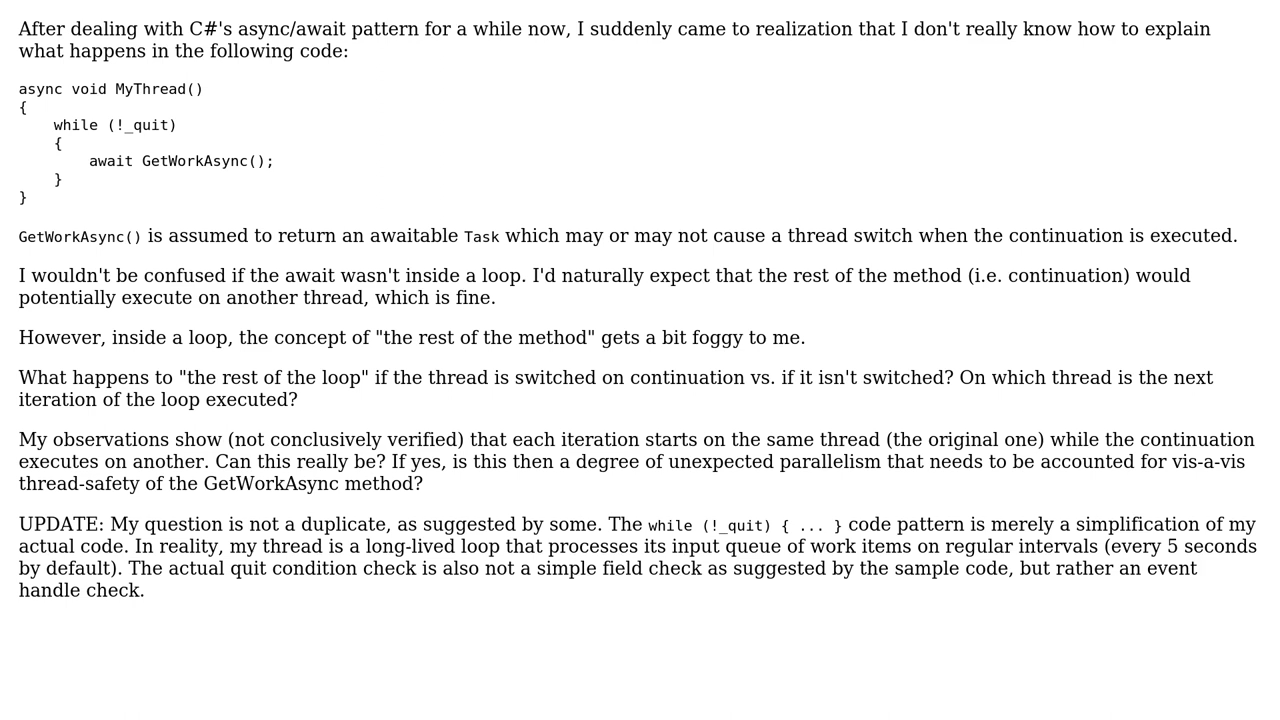 After dealing with C#'s async/await pattern for a while now, I suddenly came to realization that I don't really know how to explain
what happens in the following code:
async void MyThread()
{
    while (!_quit)
    {
        await GetWorkAsync();
    }
}
GetWorkAsync() is assumed to return an awaitable Task which may or may not cause a thread switch when the continuation is executed.
I wouldn't be confused if the await wasn't inside a loop. I'd naturally expect that the rest of the method (i.e. continuation) would
potentially execute on another thread, which is fine.
However, inside a loop, the concept of "the rest of the method" gets a bit foggy to me.
What happens to "the rest of the loop" if the thread is switched on continuation vs. if it isn't switched? On which thread is the next
iteration of the loop executed?
My observations show (not conclusively verified) that each iteration starts on the same thread (the original one) while the continuation
executes on another. Can this really be? If yes, is this then a degree of unexpected parallelism that needs to be accounted for vis-a-vis
thread-safety of the GetWorkAsync method?
UPDATE: My question is not a duplicate, as suggested by some. The while (!_quit) { ... } code pattern is merely a simplification of my
actual code. In reality, my thread is a long-lived loop that processes its input queue of work items on regular intervals (every 5 seconds
by default). The actual quit condition check is also not a simple field check as suggested by the sample code, but rather an event
handle check.